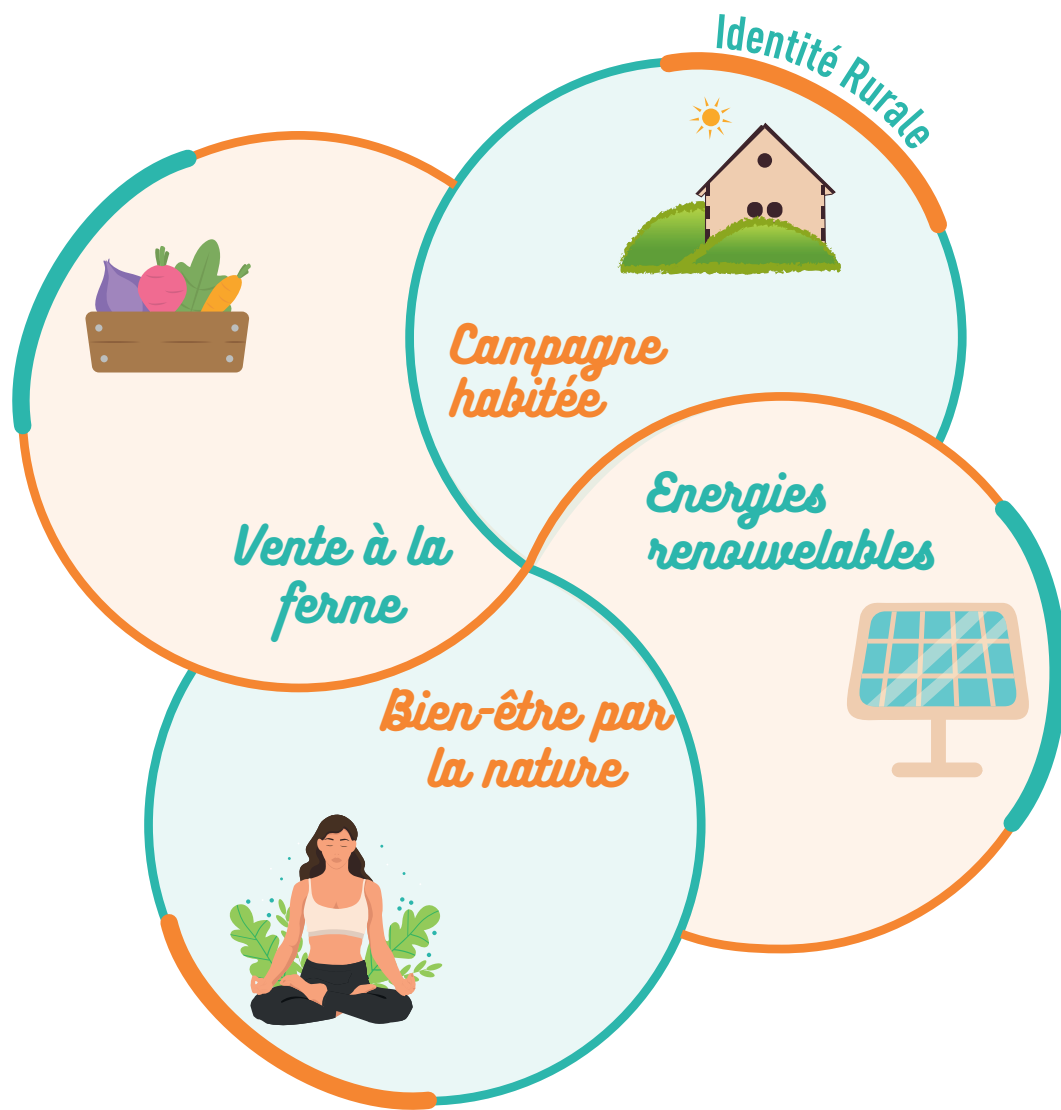 Identité Rurale
Campagne
habitée
Energies
renouvelables
Vente à la
ferme
Bien-être par
la nature